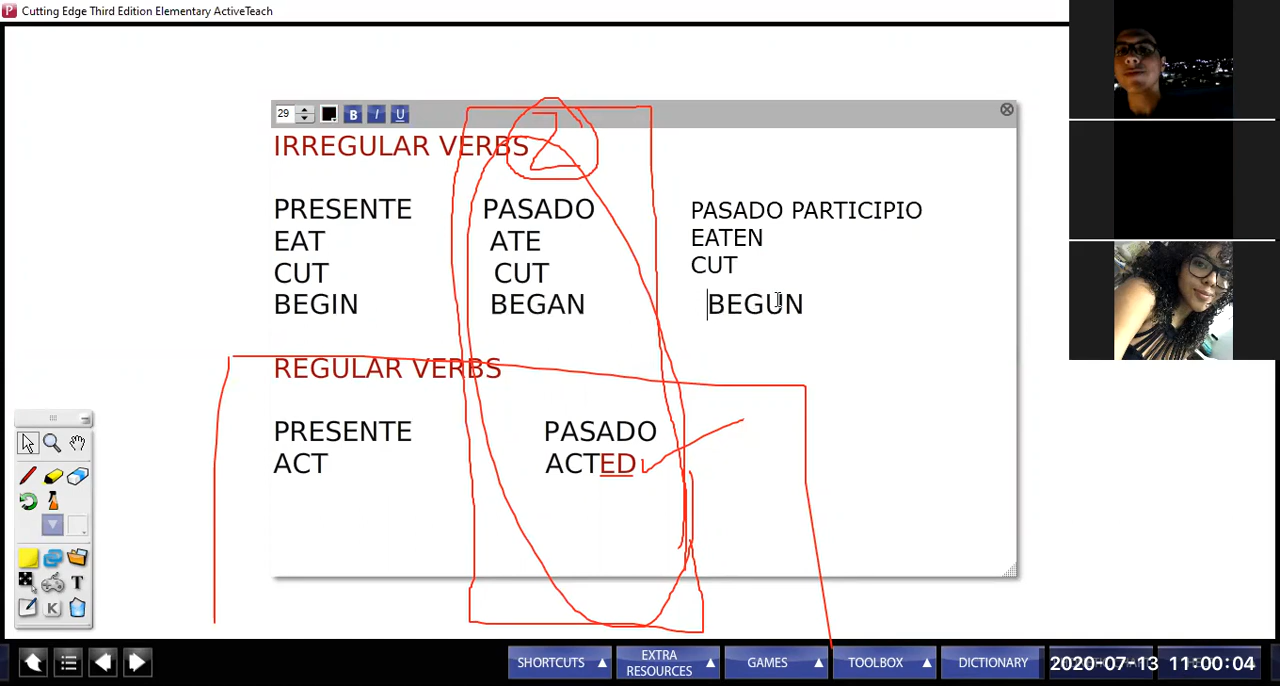 Cutting Edge Third Edition Elementary ActiveTeach
29 B I U
IRREGULAR VERBS 2
PRESENTE PASADO PASADO PARTICIPIO
EAT ATE EATEN
CUT CUT CUT
BEGIN BEGAN BEGUN
REGULAR VERBS
PRESENTE PASADO
ACT ACTED
T
K
SHORTCUTS EXTRA RESOURCES GAMES TOOLBOX DICTIONARY 2020-07-13 11:00:04